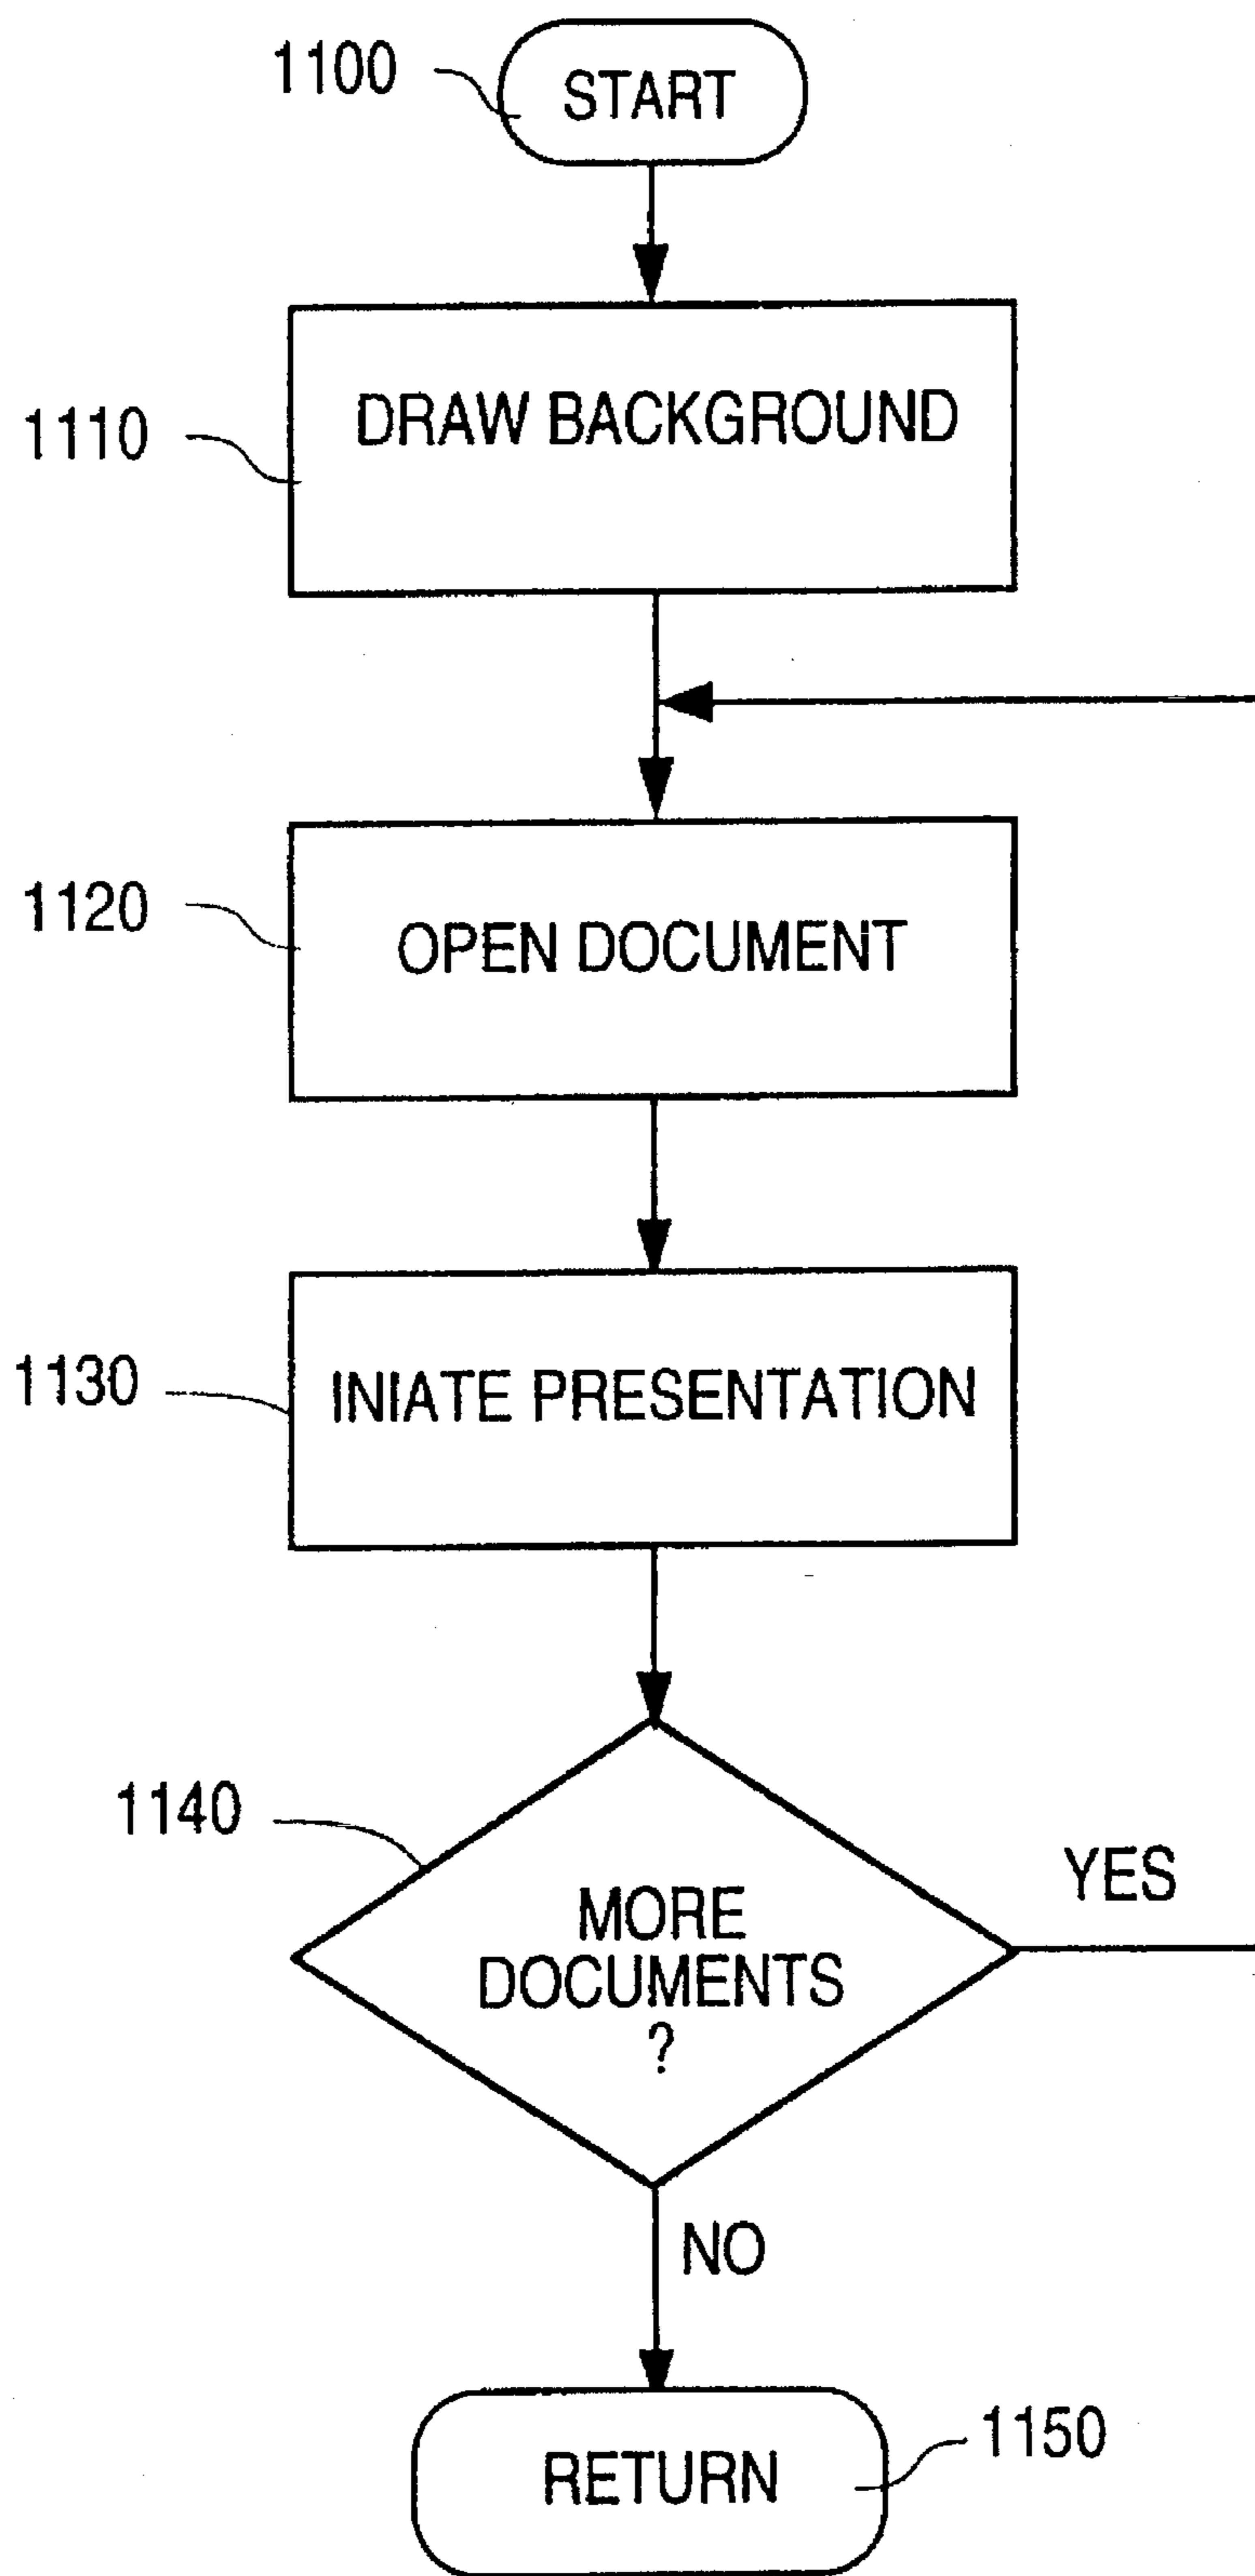 1100
START
1110
DRAW BACKGROUND
1120
OPEN DOCUMENT
1130
INIATE PRESENTATION
1140
MORE
DOCUMENTS
?
YES
NO
RETURN
1150